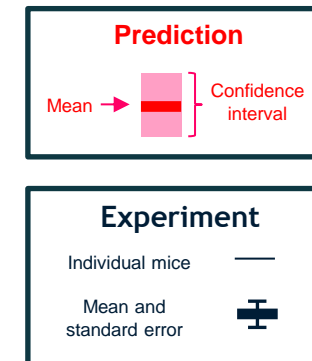 Prediction
Mean
Confidence
interval
Experiment
Individual mice
Mean and
standard error